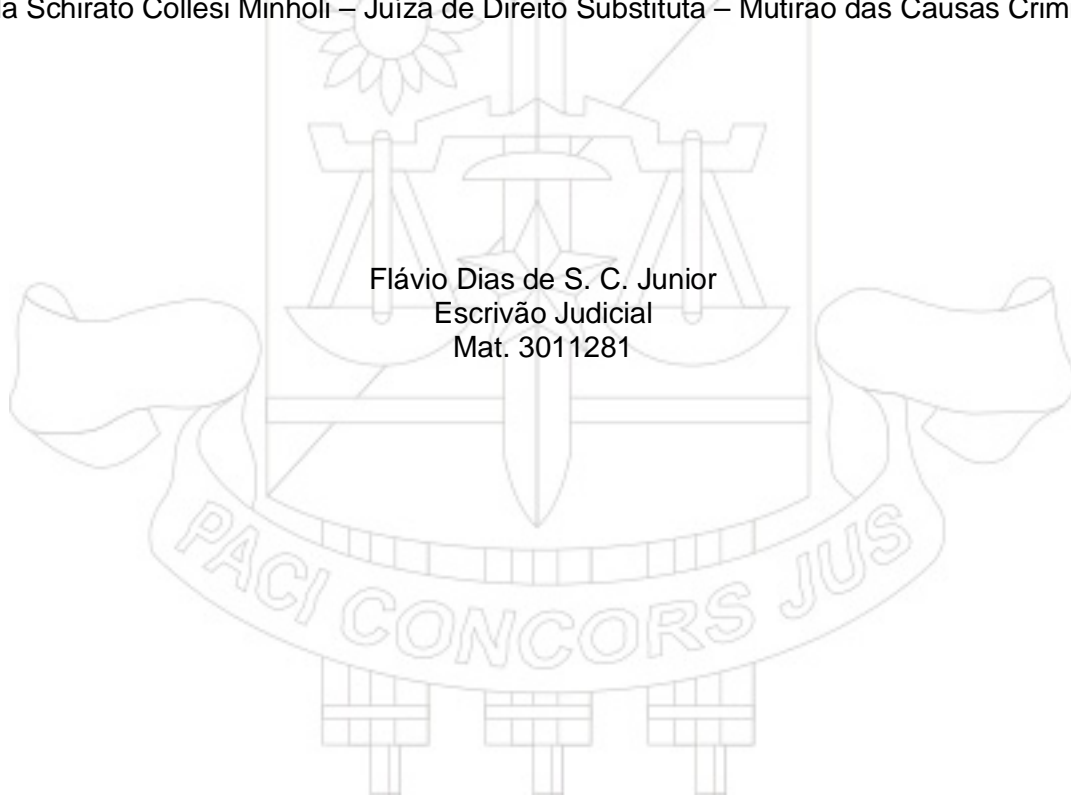 a Schirato Collesi Minholi – Juíza de Direito Substituta – Mutirão das Causas Crim
Flávio Dias de S. C. Junior
Escrivão Judicial
Mat. 3011281
PACI CONCORS JUS